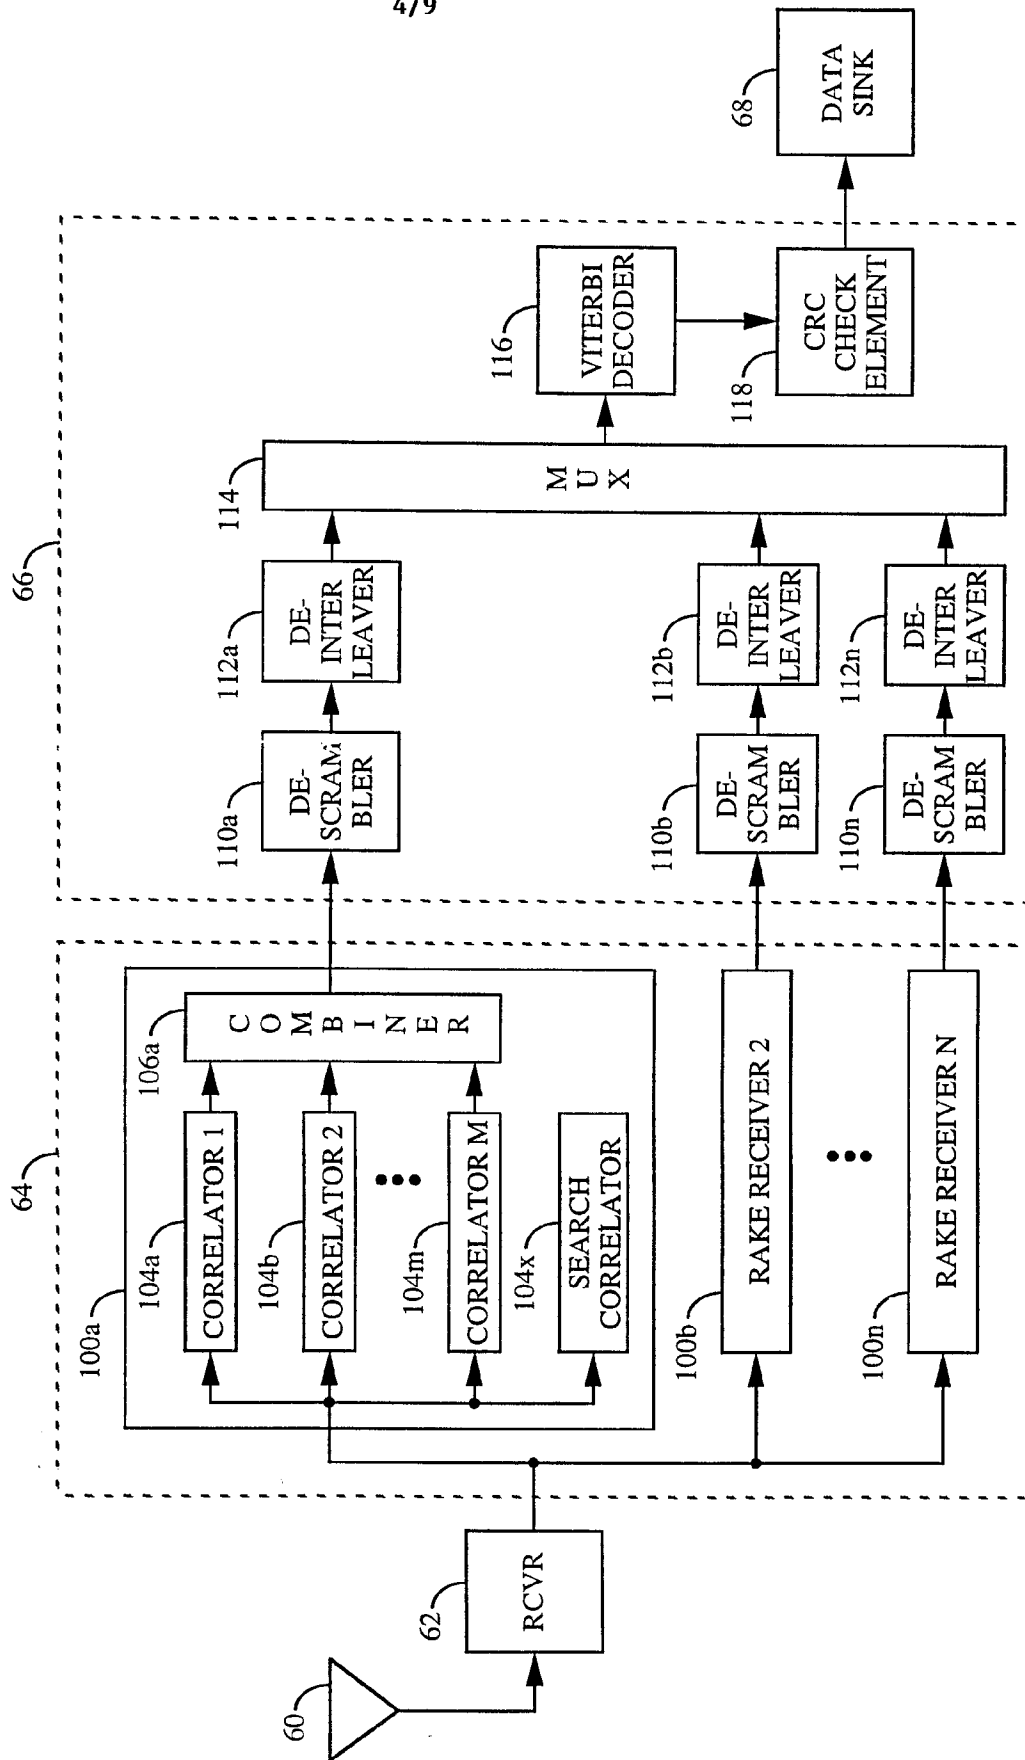 4/9
60
62
RCVR
64
100a
104a
CORRELATOR 1
104b
CORRELATOR 2
104m
CORRELATOR M
104x
SEARCH
CORRELATOR
106a
C
O
M
B
I
N
E
R
100b
RAKE RECEIVER 2
100n
RAKE RECEIVER N
66
110a
DE-
SCRAM
BLER
112a
DE-
INTER
LEAVER
110b
DE-
SCRAM
BLER
112b
DE-
INTER
LEAVER
110n
DE-
SCRAM
BLER
112n
DE-
INTER
LEAVER
114
M
U
X
116
VITERBI
DECODER
118
CRC
CHECK
ELEMENT
68
DATA
SINK